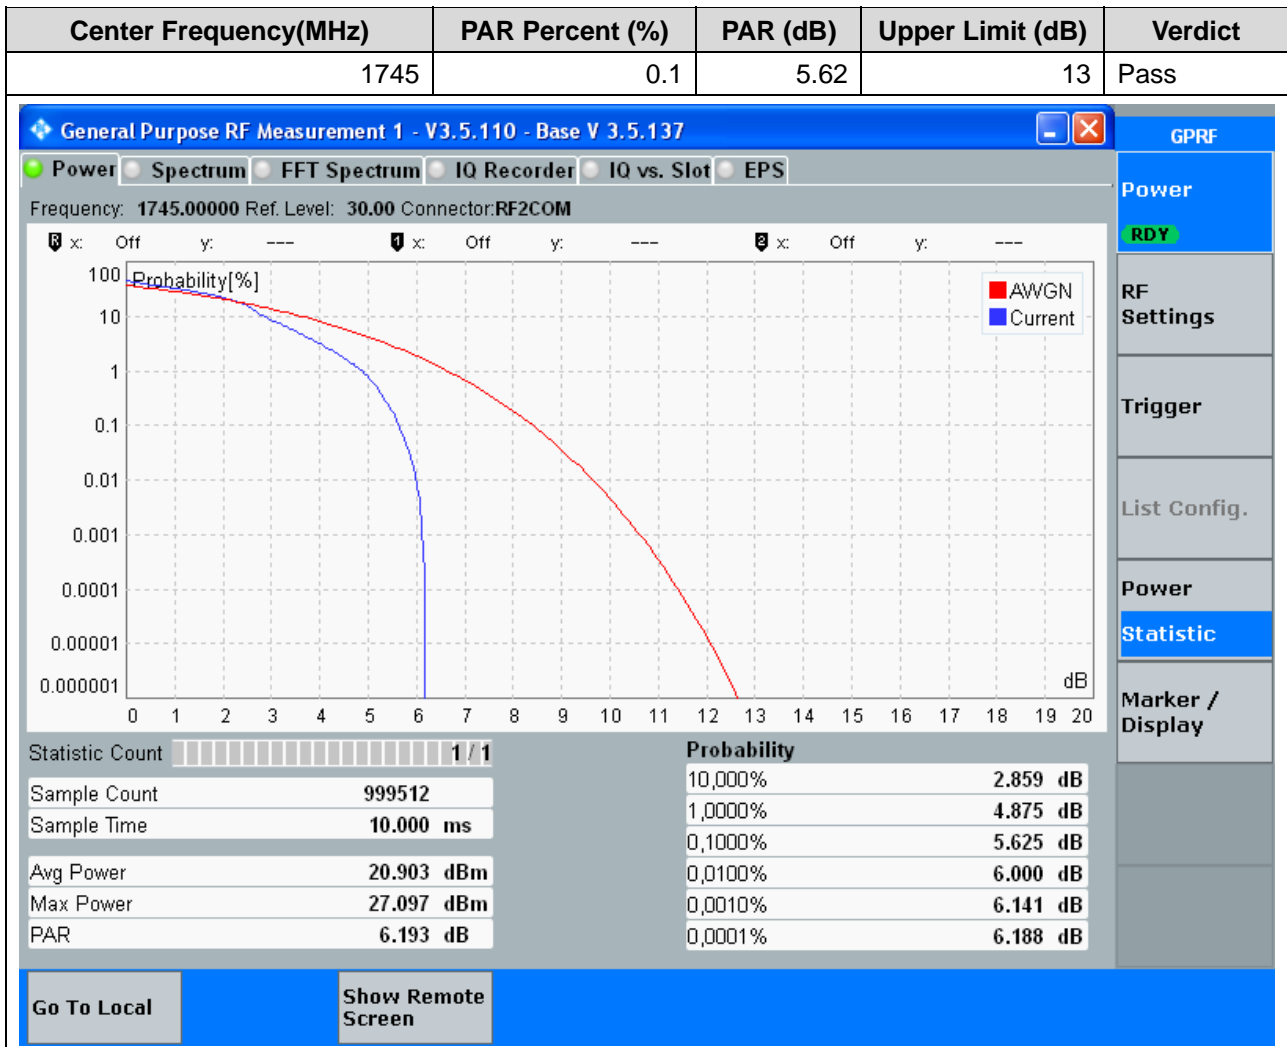 Center Frequency(MHz) PAR Percent (%) PAR (dB) Upper Limit (dB) Verdict
1745 0.1 5.62 13 Pass
General Purpose RF Measurement 1 - V3.5.110 - Base V 3.5.137
GPRF
Power Spectrum FFT Spectrum IQ Recorder IQ vs. Slot EPS
Frequency: 1745.00000 Ref. Level: 30.00 Connector:RF2COM
Power
RDY
R x: Off y: --- 1 x: Off y: --- 2 x: Off y: ---
Probability[%]
100
10
1
0.1
0.01
0.001
0.0001
0.00001
0.000001
AWGN
Current
dB
0 1 2 3 4 5 6 7 8 9 10 11 12 13 14 15 16 17 18 19 20
RF
Settings
Trigger
List Config.
Power
Statistic
Marker /
Display
Statistic Count 1 / 1
Sample Count 999512
Sample Time 10.000 ms
Avg Power 20.903 dBm
Max Power 27.097 dBm
PAR 6.193 dB
Probability
10,000% 2.859 dB
1,0000% 4.875 dB
0,1000% 5.625 dB
0,0100% 6.000 dB
0,0010% 6.141 dB
0,0001% 6.188 dB
Go To Local
Show Remote
Screen